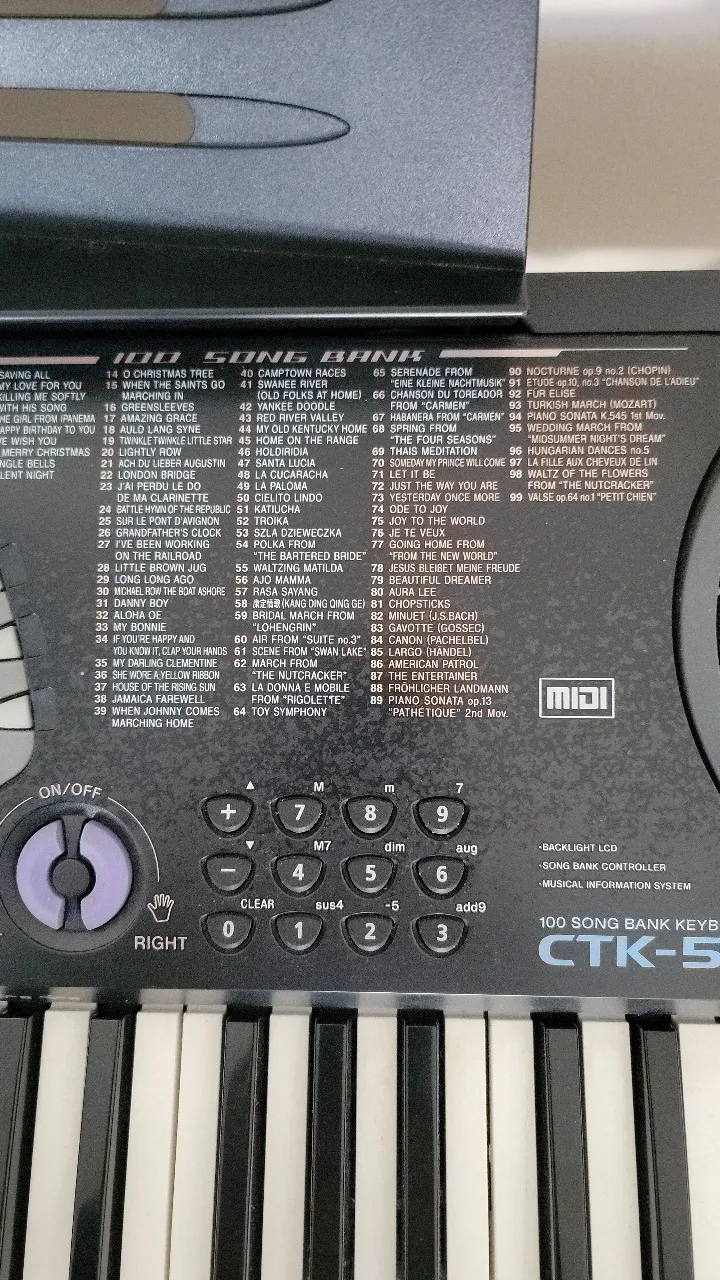 100 SONG BANK
SAVING ALL
MY LOVE FOR YOU
KILLING ME SOFTLY
WITH HIS SONG
HE GIRL FROM IPANEMA
APPY BIRTHDAY TO YOU
WE WISH YOU
MERRY CHRISTMAS
NGLE BELLS
LENT NIGHT
14 O CHRISTMAS TREE
15 WHEN THE SAINTS GO
MARCHING IN
16 GREENSLEEVES
17 AMAZING GRACE
18 AULD LANG SYNE
19 TWINKLE TWINKLE LITTLE STAR
20 LIGHTLY ROW
21 ACH DU LIEBER AUGUSTIN
22 LONDON BRIDGE
23 J'AI PERDU LE DO
DE MA CLARINETTE
24 BATTLE HYMN OF THE REPUBLIC
25 SUR LE PONT D'AVIGNON
26 GRANDFATHER'S CLOCK
27 I'VE BEEN WORKING
ON THE RAILROAD
28 LITTLE BROWN JUG
29 LONG LONG AGO
30 MICHAEL ROW THE BOAT ASHORE
31 DANNY BOY
32 ALOHA OE
33 MY BONNIE
34 IF YOU'RE HAPPY AND
YOU KNOW IT, CLAP YOUR HANDS
35 MY DARLING CLEMENTINE
36 SHE WORE A YELLOW RIBBON
37 HOUSE OF THE RISING SUN
38 JAMAICA FAREWELL
39 WHEN JOHNNY COMES
MARCHING HOME
40 CAMPTOWN RACES
41 SWANEE RIVER
(OLD FOLKS AT HOME)
42 YANKEE DOODLE
43 RED RIVER VALLEY
44 MY OLD KENTUCKY HOME
45 HOME ON THE RANGE
46 HOLDIRIDIA
47 SANTA LUCIA
48 LA CUCARACHA
49 LA PALOMA
50 CIELITO LINDO
51 KATIUCHA
52 TROIKA
53 SZLA DZIEWECZKA
54 POLKA FROM
"THE BARTERED BRIDE"
55 WALTZING MATILDA
56 AJO MAMMA
57 RASA SAYANG
58 康定情歌(KANG DING QING GE)
59 BRIDAL MARCH FROM
"LOHENGRIN"
60 AIR FROM "SUITE no.3"
61 SCENE FROM "SWAN LAKE"
62 MARCH FROM
"THE NUTCRACKER"
63 LA DONNA E MOBILE
FROM "RIGOLETTE"
64 TOY SYMPHONY
65 SERENADE FROM
"EINE KLEINE NACHTMUSIK"
66 CHANSON DU TOREADOR
FROM "CARMEN"
67 HABANERA FROM "CARMEN"
68 SPRING FROM
"THE FOUR SEASONS"
69 THAIS MEDITATION
70 SOMEDAY MY PRINCE WILL COME
71 LET IT BE
72 JUST THE WAY YOU ARE
73 YESTERDAY ONCE MORE
74 ODE TO JOY
75 JOY TO THE WORLD
76 JE TE VEUX
77 GOING HOME FROM
"FROM THE NEW WORLD"
78 JESUS BLEIBET MEINE FREUDE
79 BEAUTIFUL DREAMER
80 AURA LEE
81 CHOPSTICKS
82 MINUET (J.S.BACH)
83 GAVOTTE (GOSSEC)
84 CANON (PACHELBEL)
85 LARGO (HÄNDEL)
86 AMERICAN PATROL
87 THE ENTERTAINER
88 FRÖHLICHER LANDMANN
89 PIANO SONATA op.13
"PATHÉTIQUE" 2nd Mov.
90 NOCTURNE op.9 no.2 (CHOPIN)
91 ETUDE op.10, no.3 "CHANSON DE L'ADIEU"
92 FÜR ELISE
93 TURKISH MARCH (MOZART)
94 PIANO SONATA K.545 1st Mov.
95 WEDDING MARCH FROM
"MIDSUMMER NIGHT'S DREAM"
96 HUNGARIAN DANCES no.5
97 LA FILLE AUX CHEVEUX DE LIN
98 WALTZ OF THE FLOWERS
FROM "THE NUTCRACKER"
99 VALSE op.64 no.1 "PETIT CHIEN"
MIDI
ON/OFF
RIGHT
▲ M m 7
+ 7 8 9
▼ M7 dim aug
− 4 5 6
CLEAR sus4 -5 add9
0 1 2 3
·BACKLIGHT LCD
·SONG BANK CONTROLLER
·MUSICAL INFORMATION SYSTEM
100 SONG BANK KEYB
CTK-5